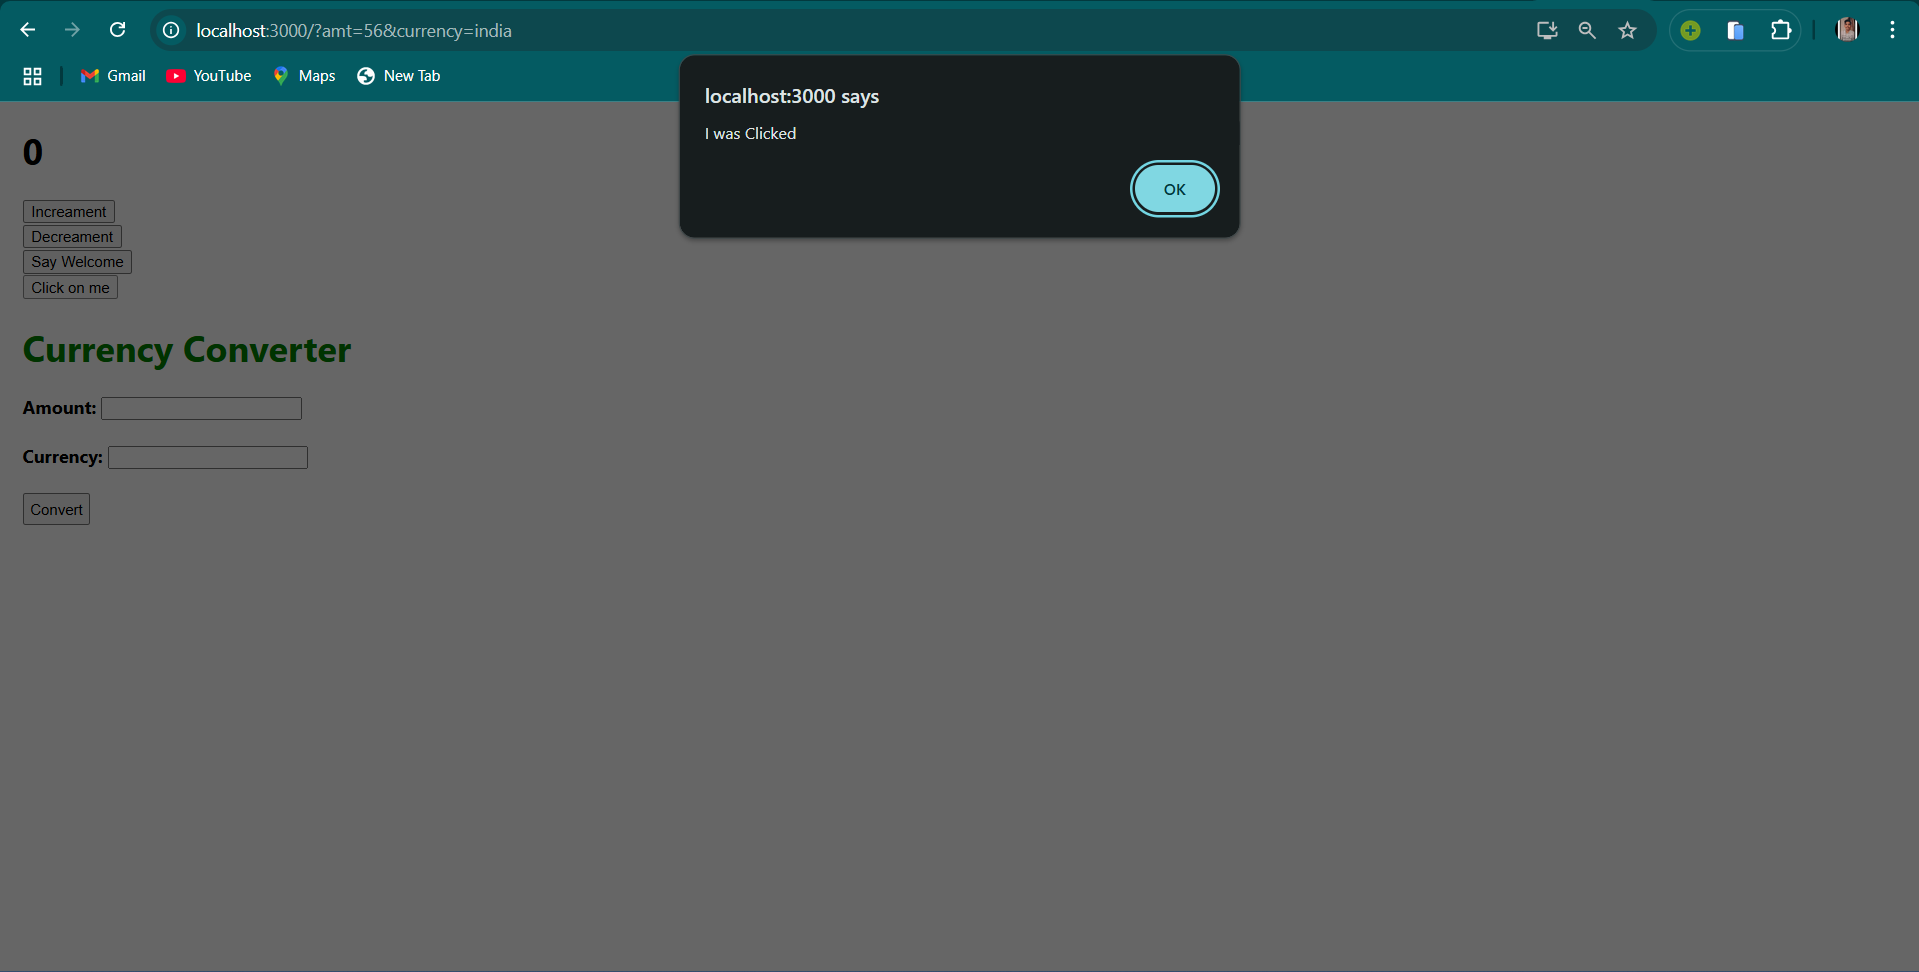 localhost:3000/?amt=56&currency=india
Gmail YouTube Maps New Tab
localhost:3000 says
I was Clicked
OK
0
Increament
Decreament
Say Welcome
Click on me
Currency Converter
Amount:
Currency:
Convert